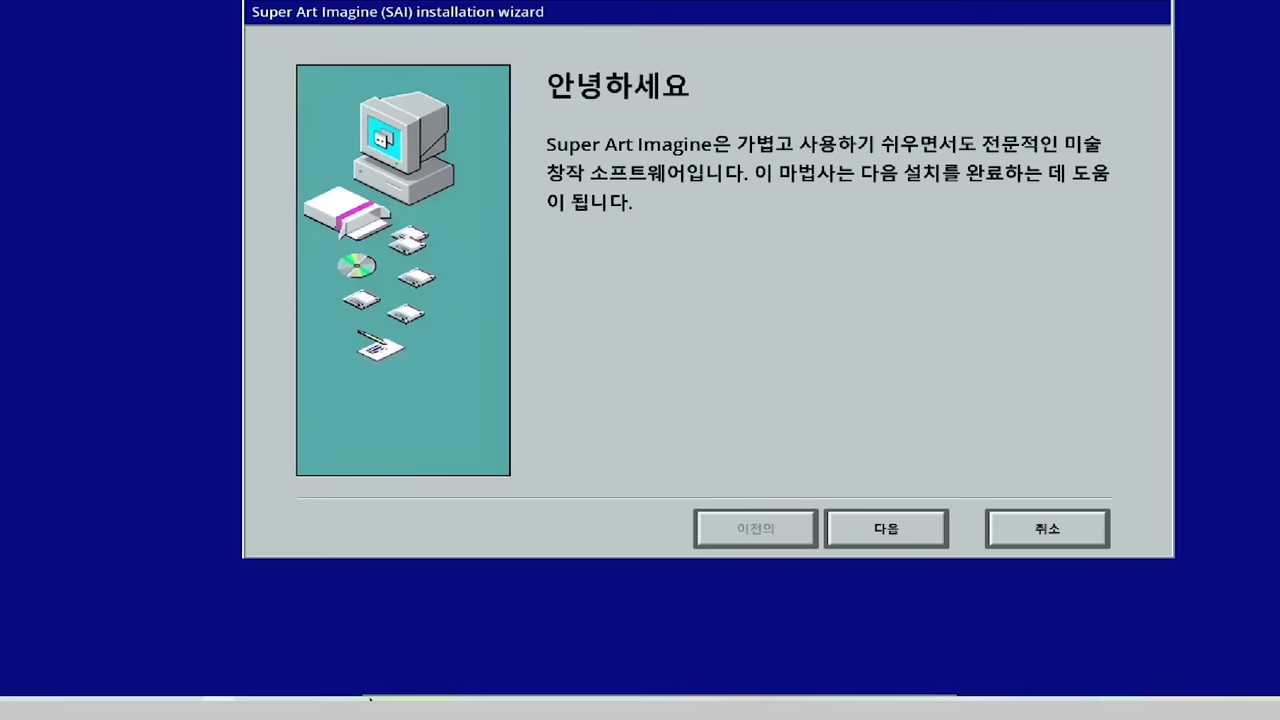 Super Art Imagine (SAI) installation wizard
안녕하세요
Super Art Imagine은 가볍고 사용하기 쉬우면서도 전문적인 미술
창작 소프트웨어입니다. 이 마법사는 다음 설치를 완료하는 데 도움
이 됩니다.
이전의 다음 취소